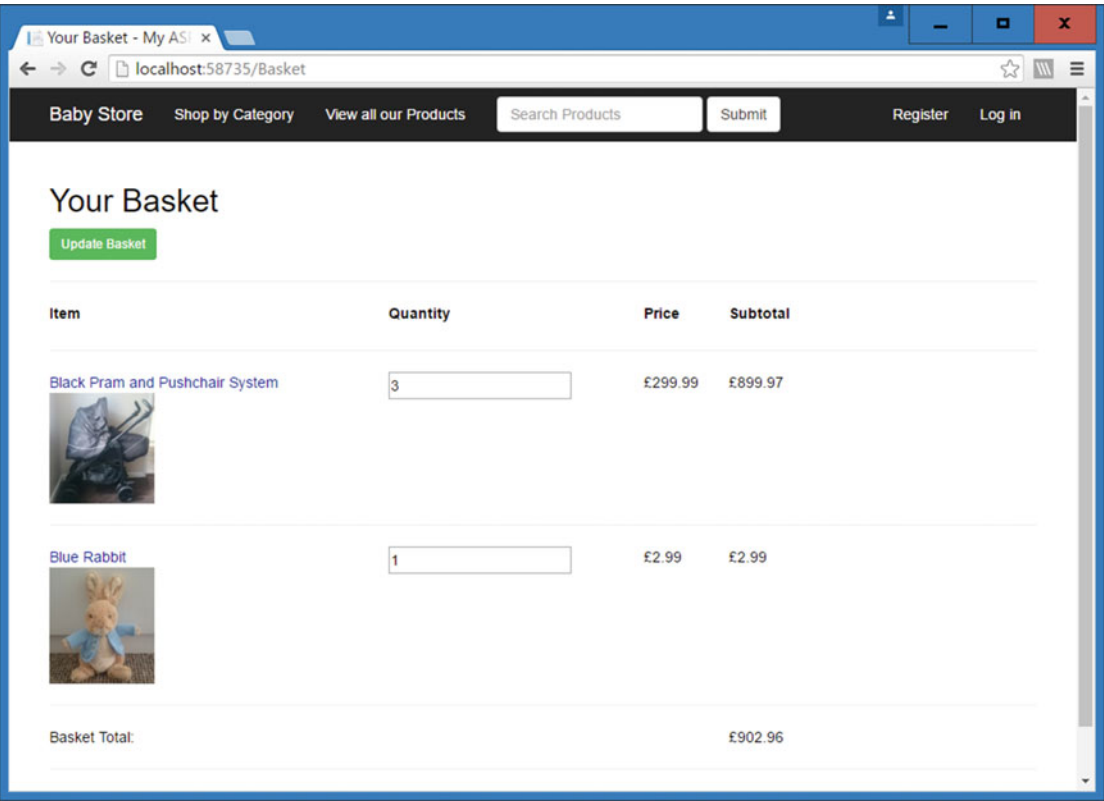 Your Basket - My AS
localhost:58735/Basket
Baby Store Shop by Category View all our Products Search Products Submit Register Log in
Your Basket
Update Basket
Item Quantity Price Subtotal
Black Pram and Pushchair System 3 £299.99 £899.97
Blue Rabbit 1 £2.99 £2.99
Basket Total: £902.96